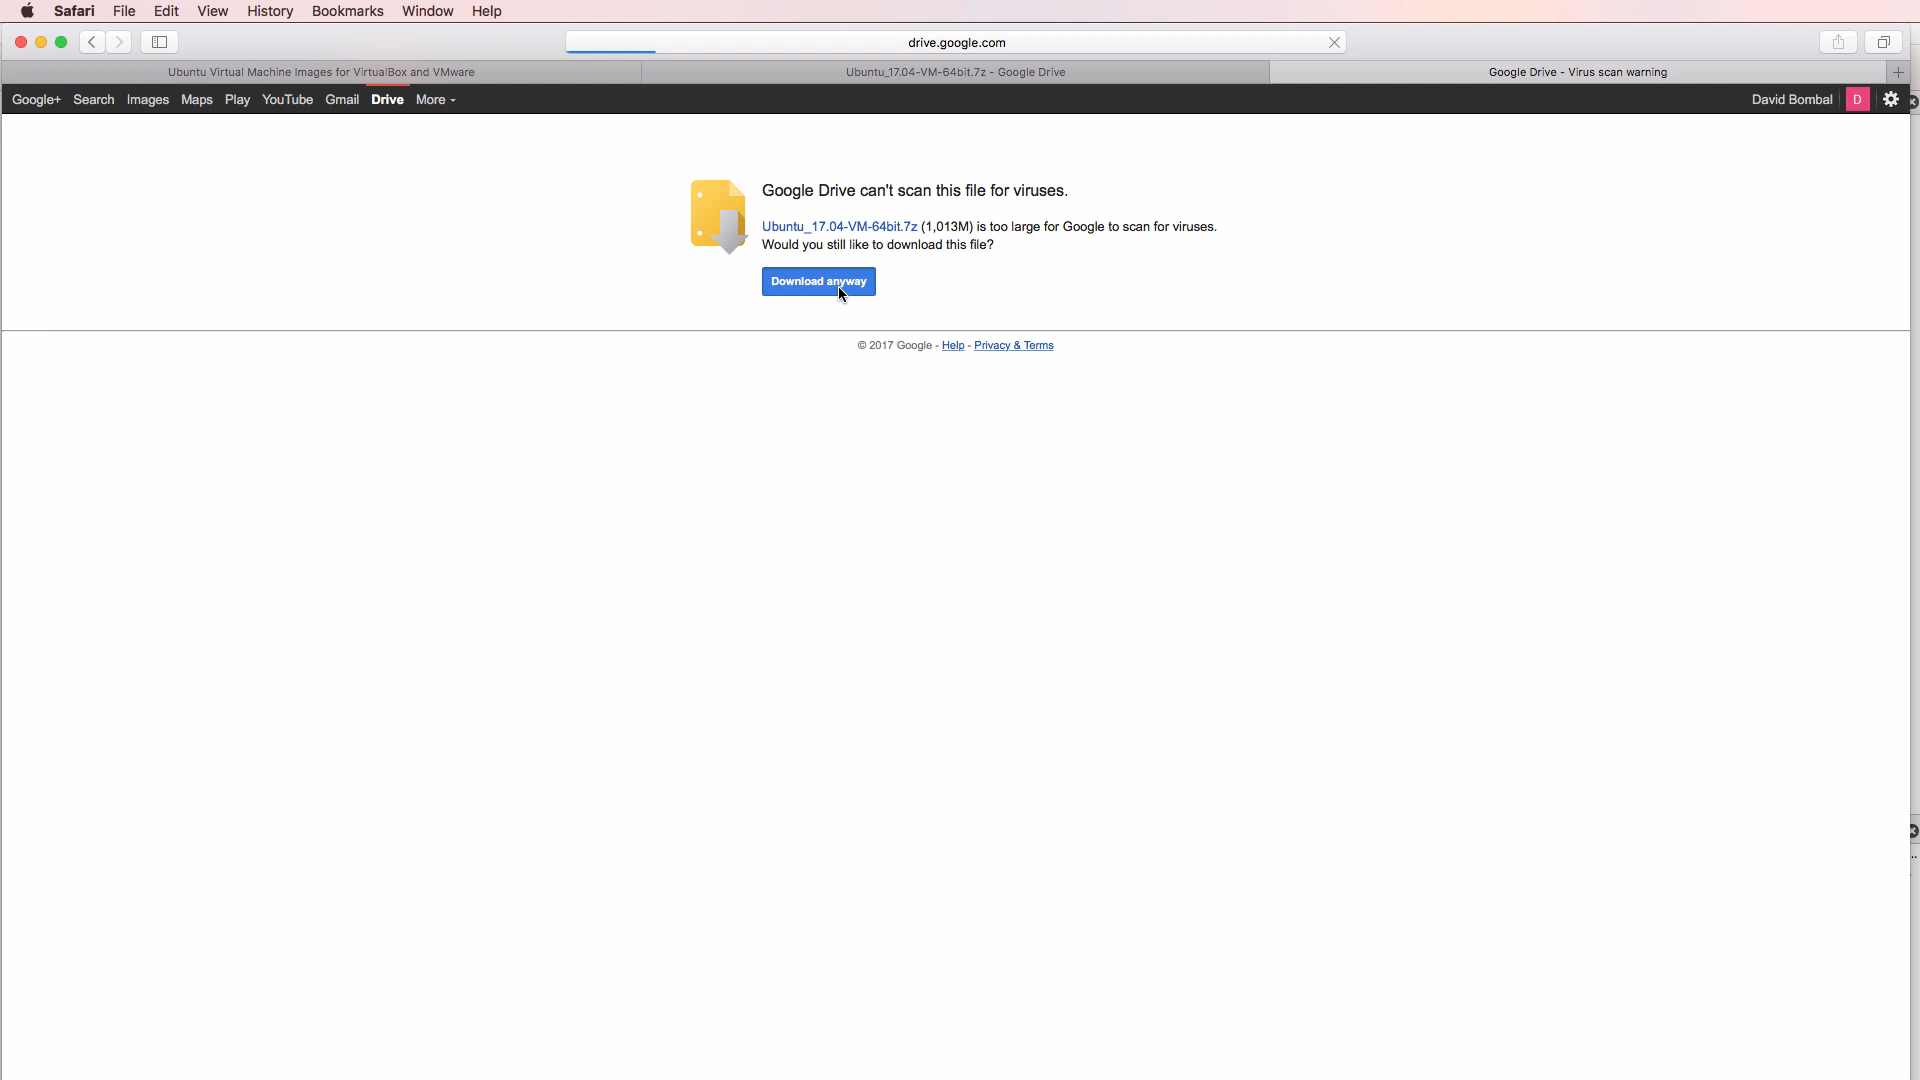 Safari File Edit View History Bookmarks Window Help
drive.google.com
Ubuntu Virtual Machine Images for VirtualBox and VMware
Ubuntu_17.04-VM-64bit.7z - Google Drive
Google Drive - Virus scan warning
Google+ Search Images Maps Play YouTube Gmail Drive More
David Bombal D
Google Drive can't scan this file for viruses.
Ubuntu_17.04-VM-64bit.7z (1,013M) is too large for Google to scan for viruses.
Would you still like to download this file?
Download anyway
© 2017 Google - Help - Privacy & Terms